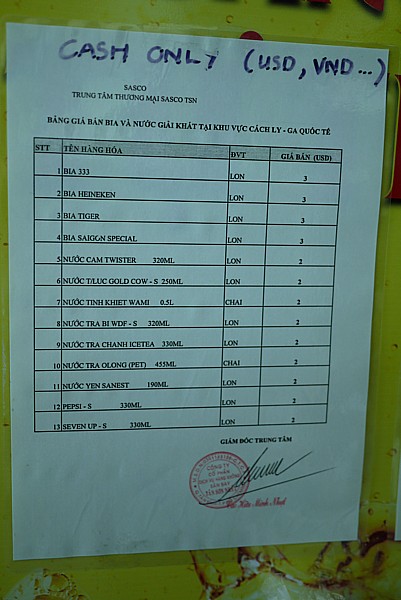 CASH ONLY (USD, VND...)
SASCO
TRUNG TÂM THƯƠNG MẠI SASCO TSN
BẢNG GIÁ BÁN BIA VÀ NƯỚC GIẢI KHÁT TẠI KHU VỰC CÁCH LY - GA QUỐC TẾ
STT TÊN HÀNG HÓA ĐVT GIÁ BÁN (USD)
1 BIA 333 LON 3
2 BIA HEINEKEN LON 3
3 BIA TIGER LON 3
4 BIA SAIGON SPECIAL LON 3
5 NƯỚC CAM TWISTER 320ML LON 2
6 NƯỚC T/LUC GOLD COW - S 250ML LON 2
7 NƯỚC TINH KHIET WAMI 0.5L CHAI 2
8 NƯỚC TRA BI WDF - S 320ML LON 2
9 NƯỚC TRA CHANH ICETEA 330ML LON 2
10 NƯỚC TRA OLONG (PET) 455ML CHAI 2
11 NƯỚC YEN SANEST 190ML LON 2
12 PEPSI - S 330ML LON 2
13 SEVEN UP - S 330ML LON 2
GIÁM ĐỐC TRUNG TÂM
CÔNG TY
CỔ PHẦN